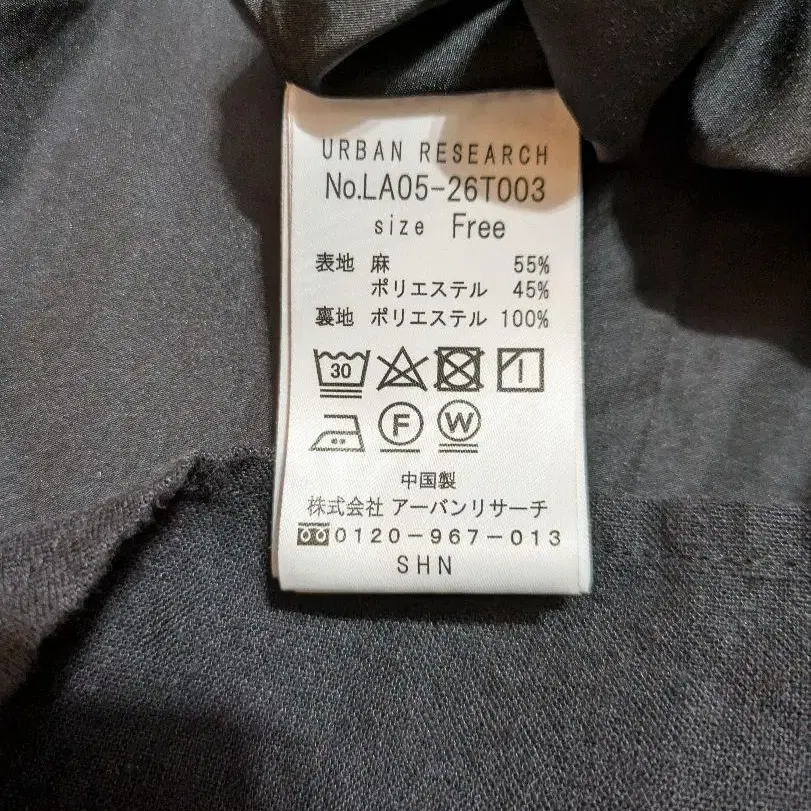 URBAN RESEARCH
No.LA05-26T003
size Free
表地 麻 55%
ポリエステル 45%
裏地 ポリエステル 100%
30
F W
中国製
株式会社 アーバンリサーチ
0120-967-013
SHN